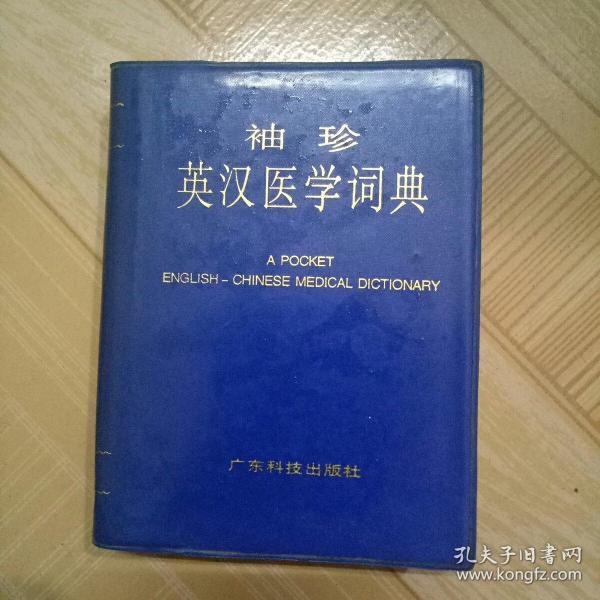 袖珍
英汉医学词典
A POCKET
ENGLISH - CHINESE MEDICAL DICTIONARY
广东科技出版社
孔夫子旧书网
www.kongfz.com